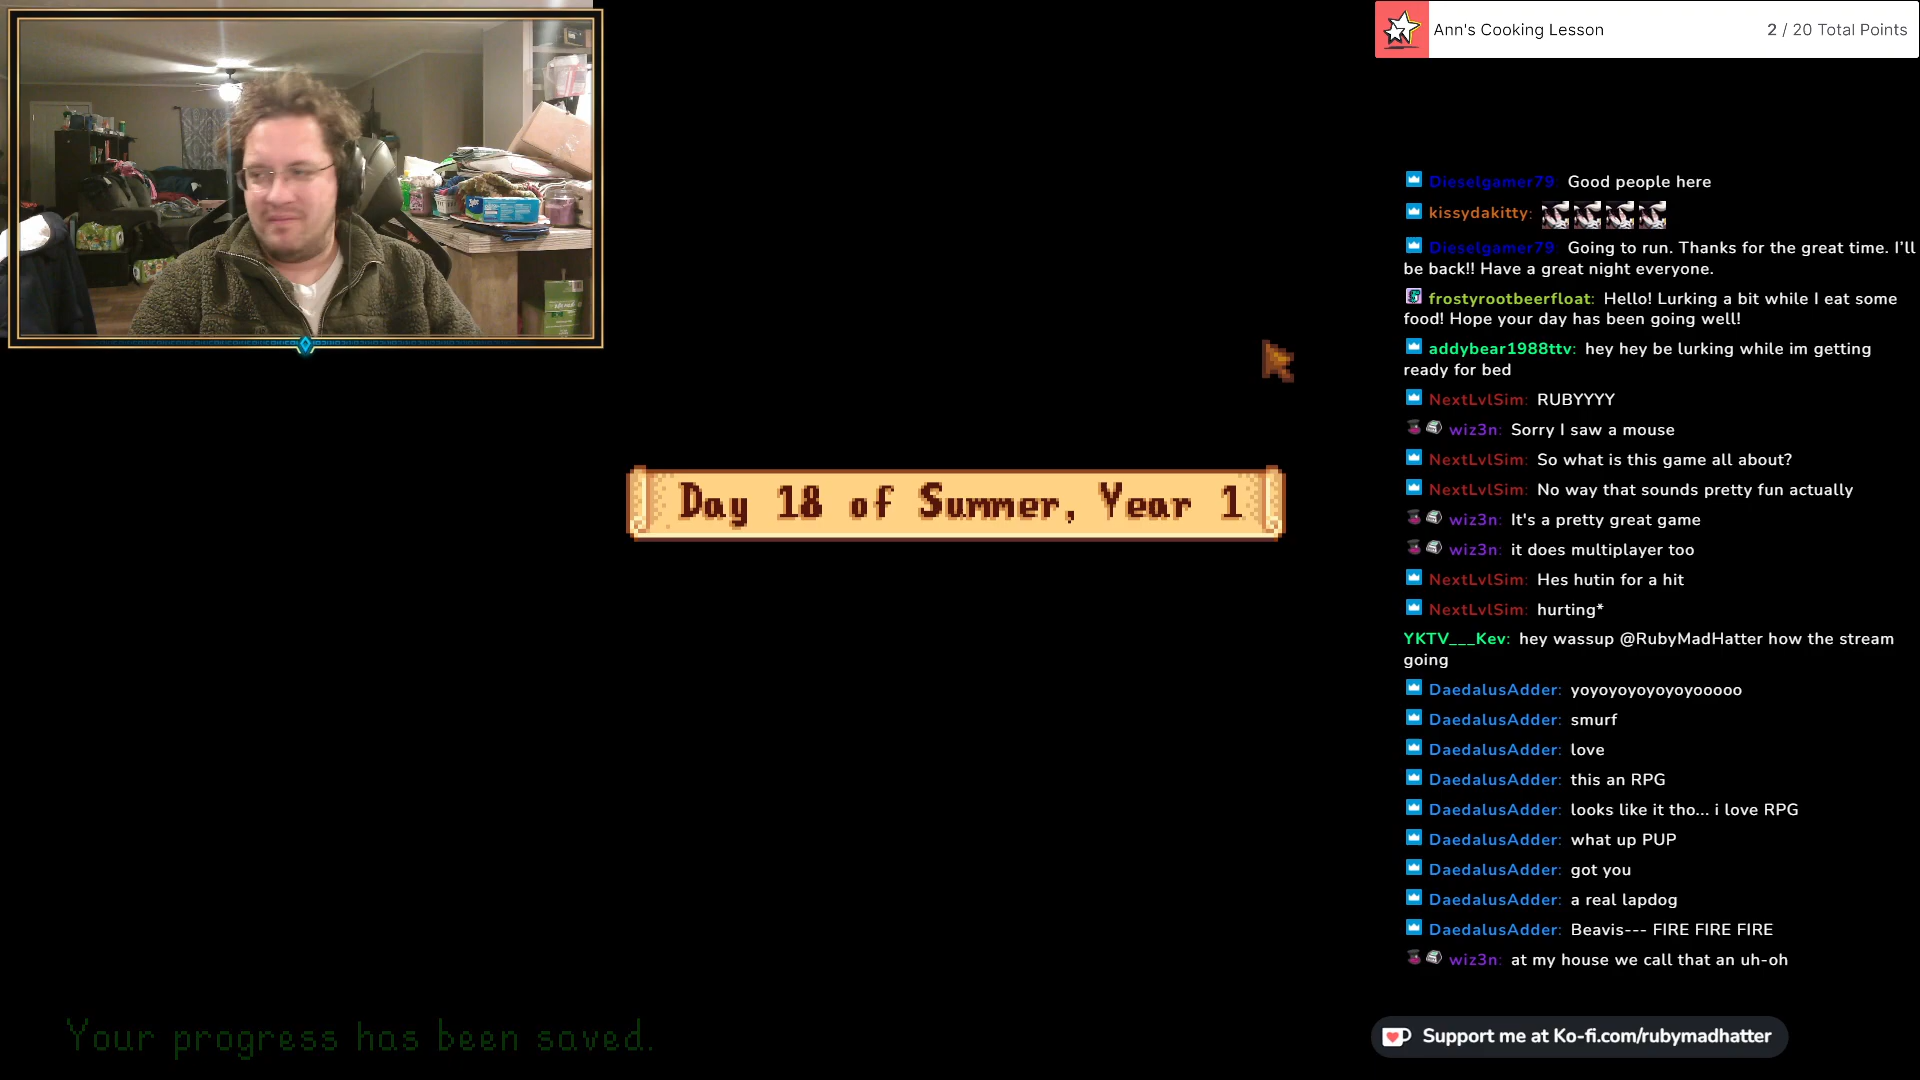 Ann's Cooking Lesson 2 / 20 Total Points
Dieselgamer79: Good people here
kissydakitty:
Dieselgamer79: Going to run. Thanks for the great time. I'll
be back!! Have a great night everyone.
frostyrootbeerfloat: Hello! Lurking a bit while I eat some
food! Hope your day has been going well!
addybear1988ttv: hey hey be lurking while im getting
ready for bed
NextLvlSim: RUBYYYY
wiz3n: Sorry I saw a mouse
NextLvlSim: So what is this game all about?
NextLvlSim: No way that sounds pretty fun actually
wiz3n: It's a pretty great game
wiz3n: it does multiplayer too
NextLvlSim: Hes hutin for a hit
NextLvlSim: hurting*
YKTV___Kev: hey wassup @RubyMadHatter how the stream
going
DaedalusAdder: yoyoyoyoyoyoyooooo
DaedalusAdder: smurf
DaedalusAdder: love
DaedalusAdder: this an RPG
DaedalusAdder: looks like it tho... i love RPG
DaedalusAdder: what up PUP
DaedalusAdder: got you
DaedalusAdder: a real lapdog
DaedalusAdder: Beavis--- FIRE FIRE FIRE
wiz3n: at my house we call that an uh-oh
Day 18 of Summer, Year 1
Your progress has been saved.
Support me at Ko-fi.com/rubymadhatter